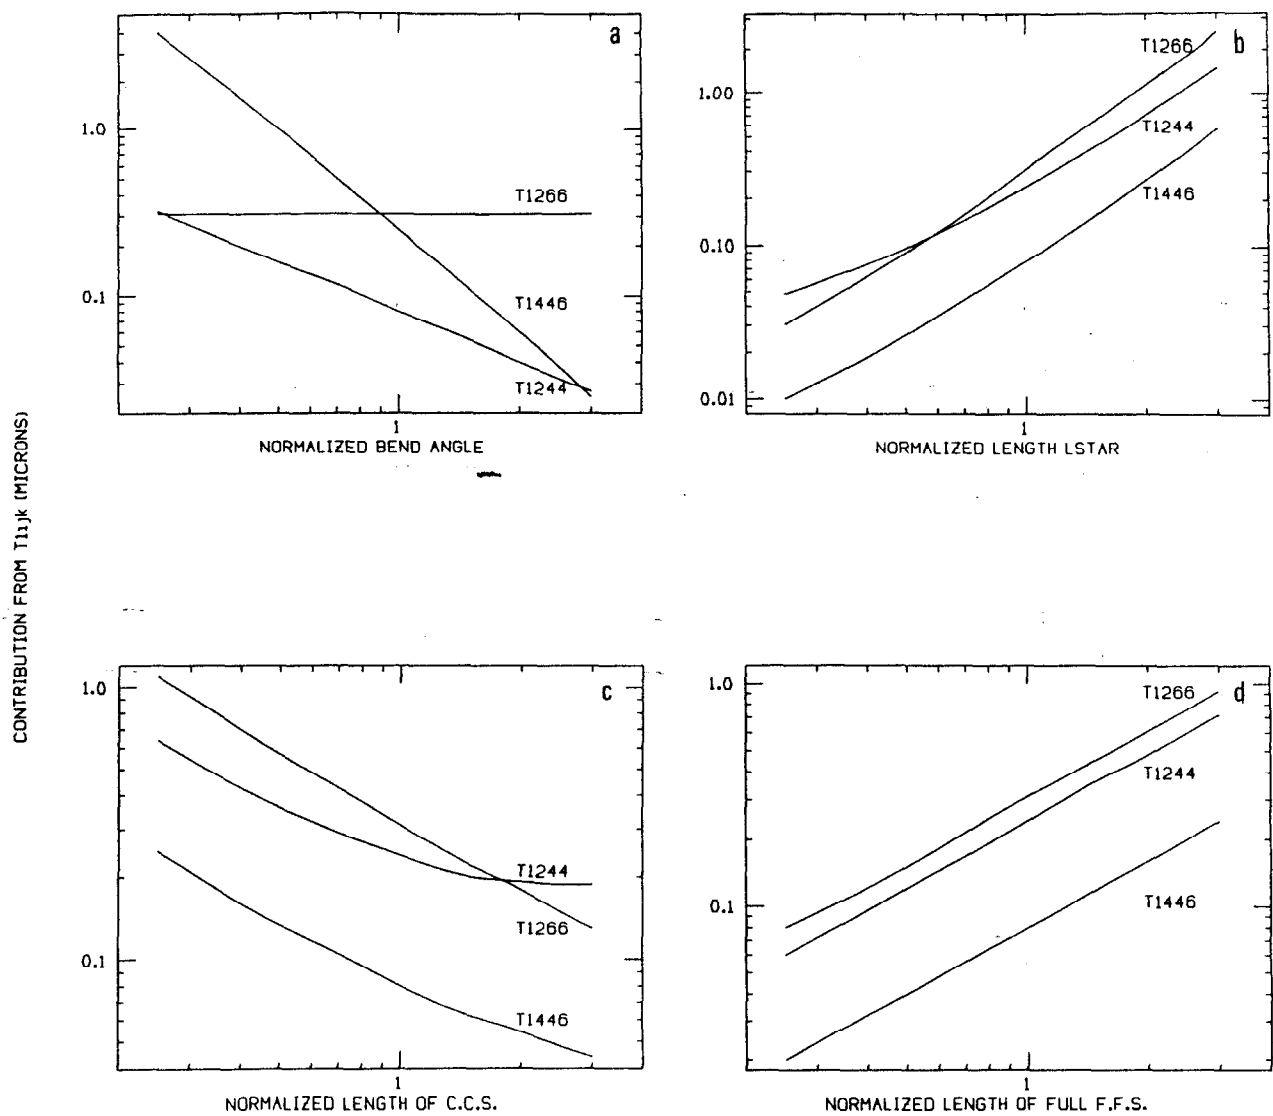 CONTRIBUTION FROM T1ijk (MICRONS)
a
1.0
0.1
T1266
T1446
T1244
1
NORMALIZED BEND ANGLE
b
1.00
0.10
0.01
T1266
T1244
T1446
1
NORMALIZED LENGTH LSTAR
c
1.0
0.1
T1244
T1266
T1446
1
NORMALIZED LENGTH OF C.C.S.
d
1.0
0.1
T1266
T1244
T1446
1
NORMALIZED LENGTH OF FULL F.F.S.